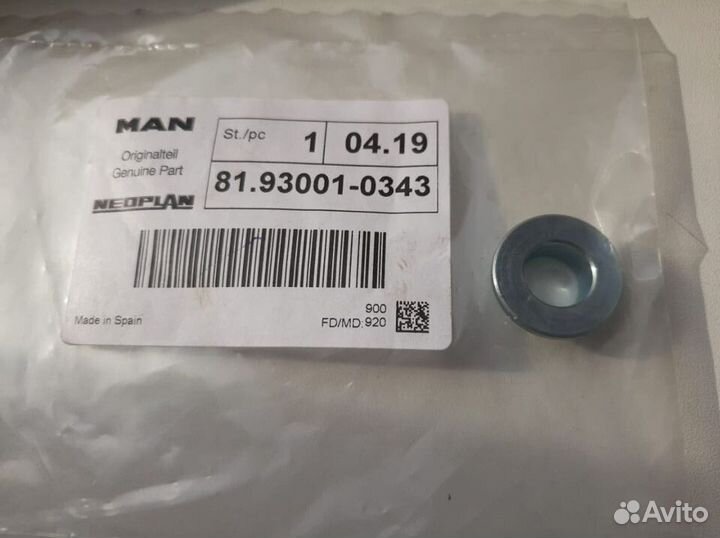 MAN
Originalteil
Genuine Part
NEOPLAN
St./pc 1 04.19
81.93001-0343
Made in Spain
900
FD/MD: 920
Avito